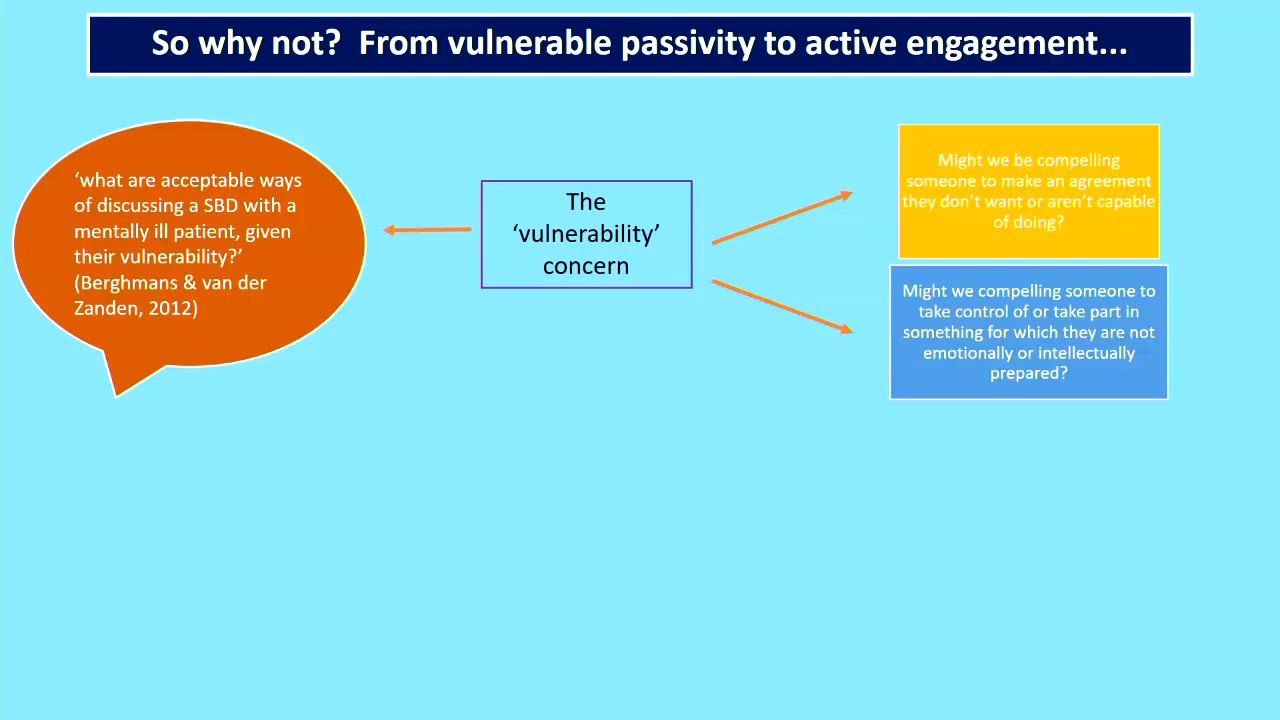 So why not?  From vulnerable passivity to active engagement...
‘what are acceptable ways
of discussing a SBD with a
mentally ill patient, given
their vulnerability?’
(Berghmans & van der
Zanden, 2012)
The
‘vulnerability’
concern
Might we be compelling
someone to make an agreement
they don’t want or aren’t capable
of doing?
Might we compelling someone to
take control of or take part in
something for which they are not
emotionally or intellectually
prepared?